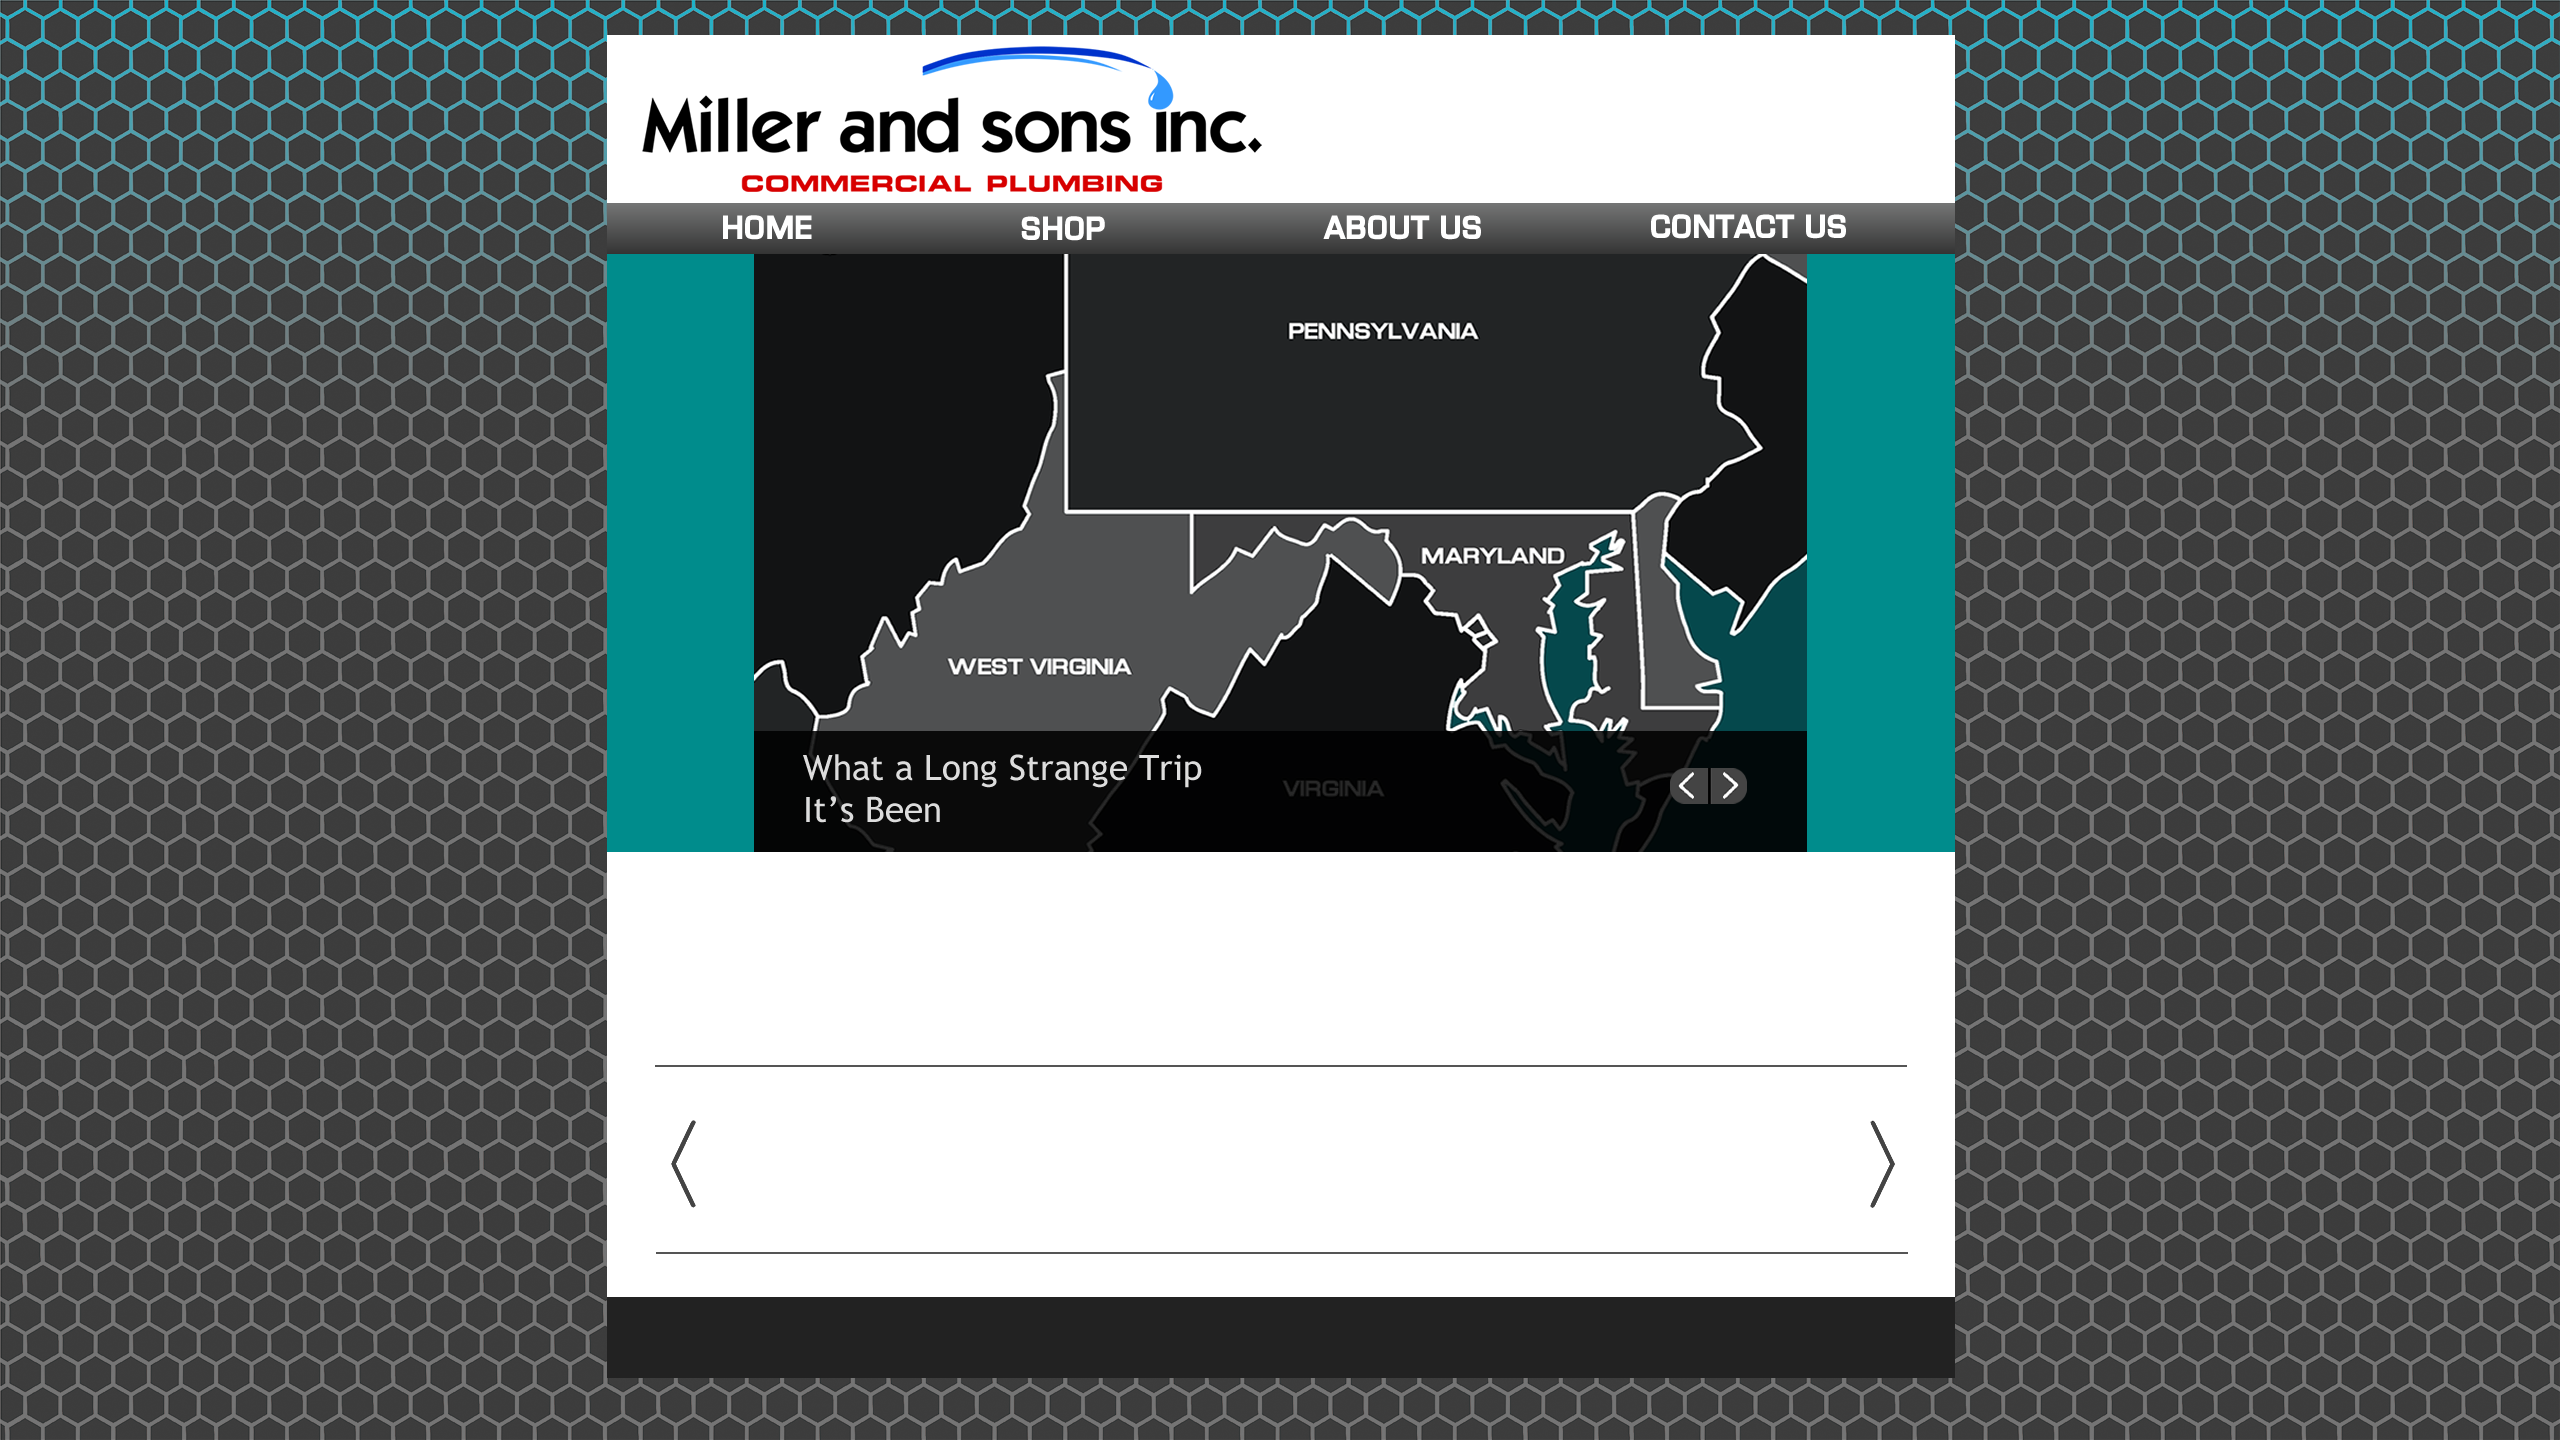 Miller and sons inc.
COMMERCIAL PLUMBING
HOME SHOP ABOUT US CONTACT US
PENNSYLVANIA
MARYLAND
WEST VIRGINIA
What a Long Strange Trip
It’s Been
VIRGINIA